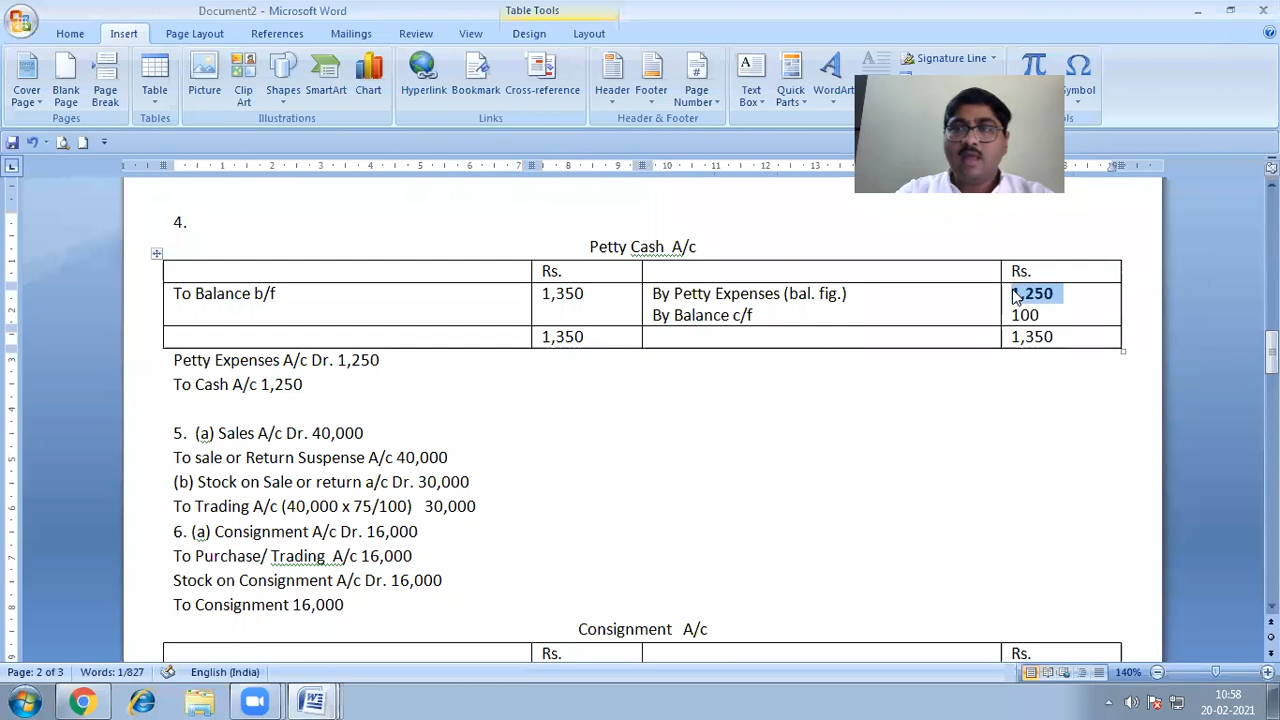 Document2 - Microsoft Word
Table Tools
Home Insert Page Layout References Mailings Review View Design Layout
Cover Page Blank Page Page Break Table Picture Clip Art Shapes SmartArt Chart Hyperlink Bookmark Cross-reference Header Footer Page Number Text Box Quick Parts WordArt Signature Line Symbol
Pages Tables Illustrations Links Header & Footer
4.
Petty Cash A/c
Rs. Rs.
To Balance b/f 1,350 By Petty Expenses (bal. fig.) 1,250
By Balance c/f 100
1,350 1,350
Petty Expenses A/c Dr. 1,250
To Cash A/c 1,250
5. (a) Sales A/c Dr. 40,000
To sale or Return Suspense A/c 40,000
(b) Stock on Sale or return a/c Dr. 30,000
To Trading A/c (40,000 x 75/100) 30,000
6. (a) Consignment A/c Dr. 16,000
To Purchase/ Trading A/c 16,000
Stock on Consignment A/c Dr. 16,000
To Consignment 16,000
Consignment A/c
Rs. Rs.
Page: 2 of 3 Words: 1/827 English (India) 140%
10:58
20-02-2021